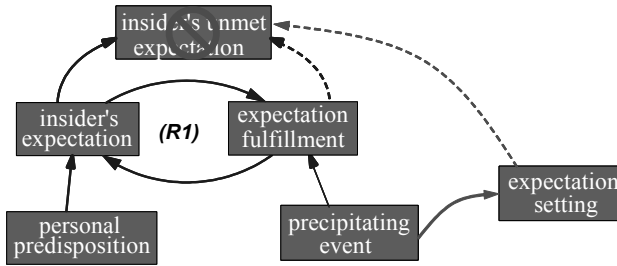 insider's unmet
expectation
insider's
expectation
(R1)
expectation
fulfillment
personal
predisposition
precipitating
event
expectation
setting